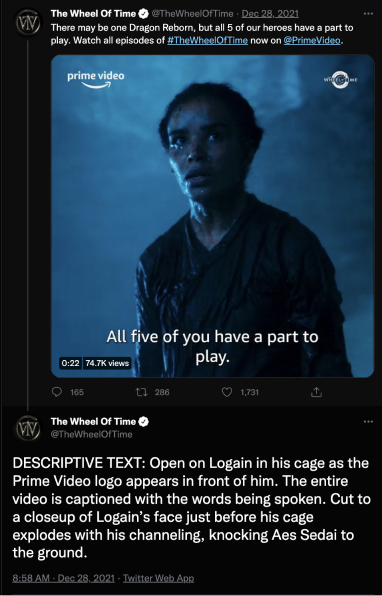 The Wheel Of Time @TheWheelOfTime · Dec 28, 2021
There may be one Dragon Reborn, but all 5 of our heroes have a part to
play. Watch all episodes of #TheWheelOfTime now on @PrimeVideo.
prime video
WHEEL OF TIME
All five of you have a part to
play.
0:22 74.7K views
165 286 1,731
The Wheel Of Time
@TheWheelOfTime
DESCRIPTIVE TEXT: Open on Logain in his cage as the
Prime Video logo appears in front of him. The entire
video is captioned with the words being spoken. Cut to
a closeup of Logain's face just before his cage
explodes with his channeling, knocking Aes Sedai to
the ground.
8:58 AM · Dec 28, 2021 · Twitter Web App